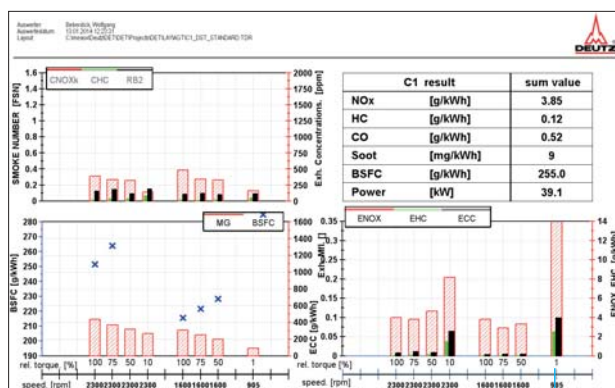 Auswerter Bieberdick, Wolfgang
Auswertedatum 13.01.2014 12:23:31
Layout
DEUTZ
CNOXk CHC RB2
SMOKE NUMBER [FSN]
1.6
1.4
1.2
1
0.8
0.6
0.4
0.2
0
2000
1750
1500
1250
1000
750
500
250
0
Exh. Concentrations. [ppm]
C1 result sum value
NOx [g/kWh] 3.85
HC [g/kWh] 0.12
CO [g/kWh] 0.52
Soot [mg/kWh] 9
BSFC [g/kWh] 255.0
Power [kW] 39.1
MG BSFC
BSFC [g/kWh]
280
270
260
250
240
230
220
210
200
190
1600
1400
1200
1000
800
600
400
200
0
ENOX EHC ECC
ECC [g/kWh]
0.35
0.3
0.25
0.2
0.15
0.1
0.05
0
14
12
10
8
6
4
2
0
ENOX, EHC [g/kWh]
rel. torque. [%] 100 75 50 10 100 75 50 1
speed. [rpm] 2300 2300 2300 2300 1600 1600 1600 905
rel. torque. [%] 100 75 50 10 100 75 50 1
speed. [rpm] 2300 2300 2300 2300 1600 1600 1600 905